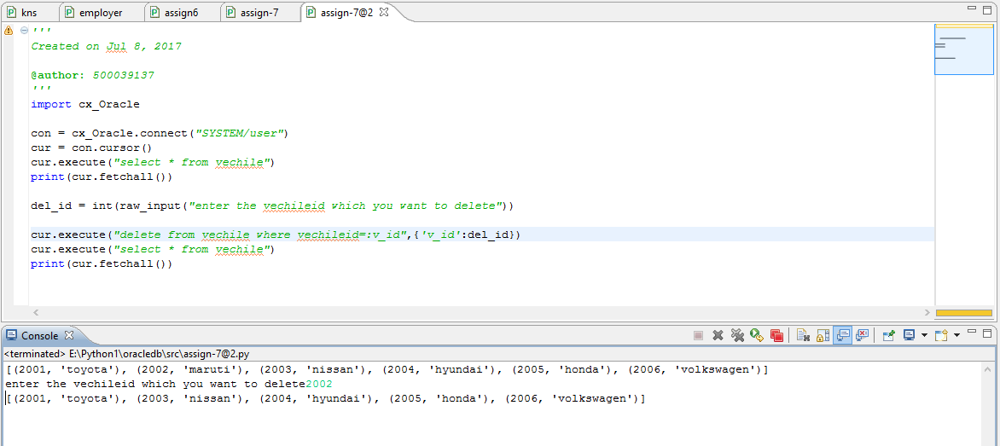 kns employer assign6 assign-7 assign-7@2
'''
Created on Jul 8, 2017
@author: 500039137
'''
import cx_Oracle
con = cx_Oracle.connect("SYSTEM/user")
cur = con.cursor()
cur.execute("select * from vechile")
print(cur.fetchall())
del_id = int(raw_input("enter the vechileid which you want to delete"))
cur.execute("delete from vechile where vechileid=:v_id",{'v_id':del_id})
cur.execute("select * from vechile")
print(cur.fetchall())
Console
<terminated> E:\Python1\oracledb\src\assign-7@2.py
[(2001, 'toyota'), (2002, 'maruti'), (2003, 'nissan'), (2004, 'hyundai'), (2005, 'honda'), (2006, 'volkswagen')]
enter the vechileid which you want to delete2002
[(2001, 'toyota'), (2003, 'nissan'), (2004, 'hyundai'), (2005, 'honda'), (2006, 'volkswagen')]